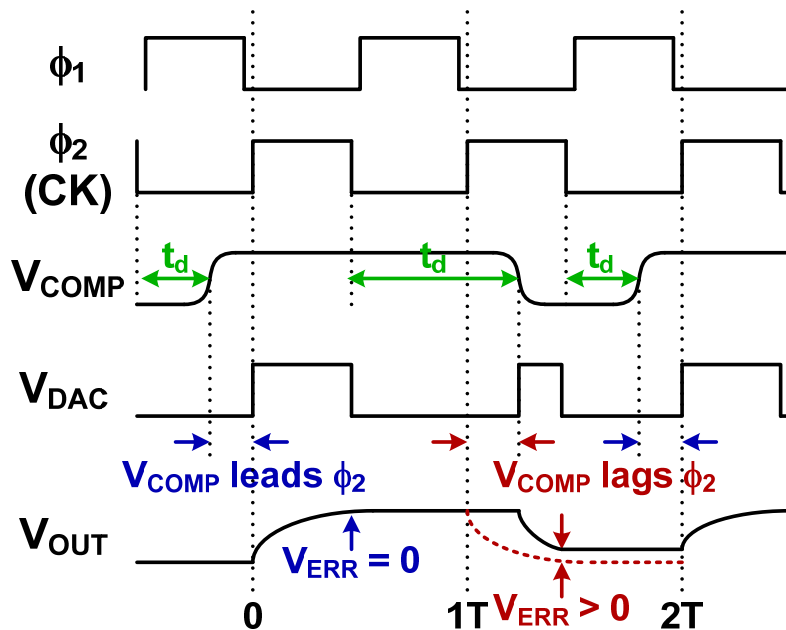 ϕ1
ϕ2
(CK)
td
td
td
VCOMP
VDAC
VCOMP leads ϕ2
VCOMP lags ϕ2
VOUT
VERR = 0
VERR > 0
0
1T
2T